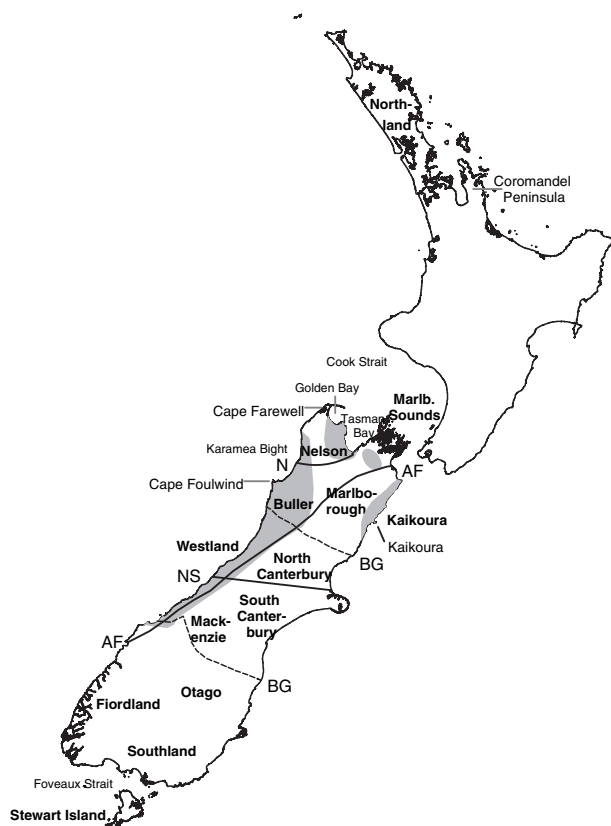 North-
land
Coromandel
Peninsula
Cook Strait
Golden Bay
Marlb.
Sounds
Cape Farewell
Tasman
Bay
Karamea Bight
Nelson
N
AF
Cape Foulwind
Buller
Marlbo-
rough
Kaikoura
Kaikoura
Westland
BG
North
Canterbury
NS
South
Canter-
bury
Mack-
enzie
AF
BG
Otago
Fiordland
Southland
Foveaux Strait
Stewart Island